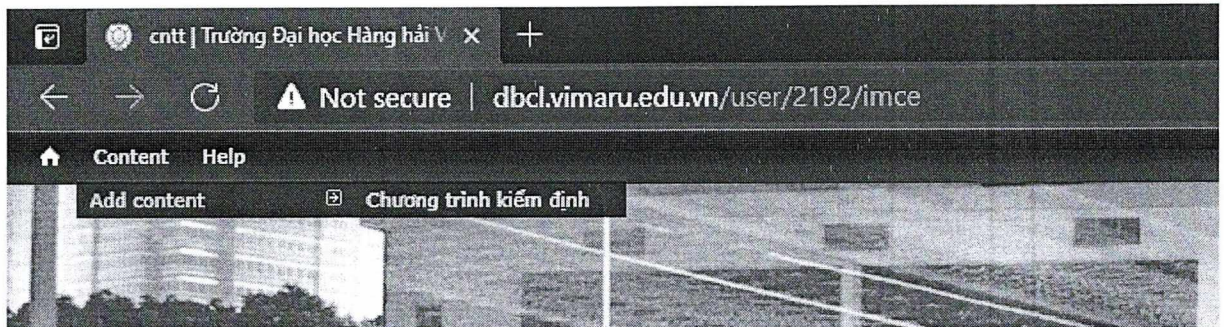 cntt | Trường Đại học Hàng hải V
Not secure | dbcl.vimaru.edu.vn/user/2192/imce
Content Help
Add content Chương trình kiểm định